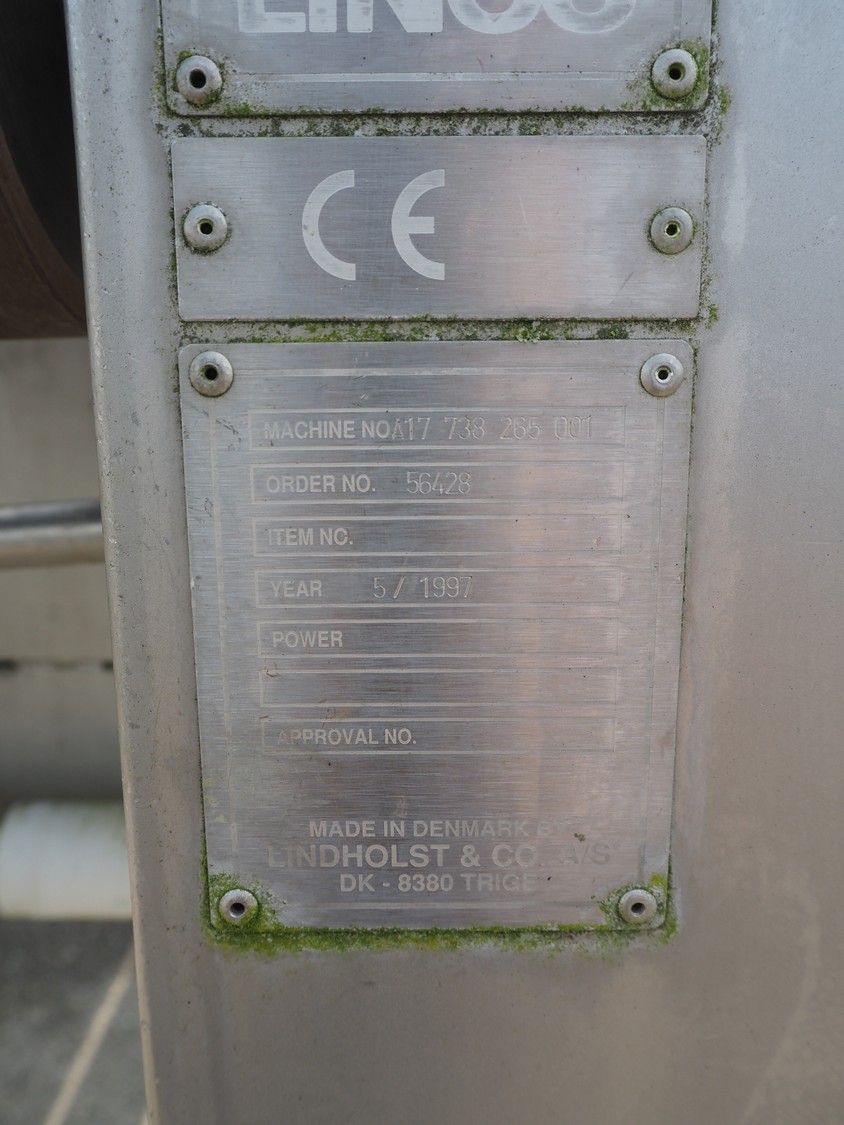 LINCO
CE
MACHINE NO A17 738 265 001
ORDER NO. 56428
ITEM NO.
YEAR 5 / 1997
POWER
APPROVAL NO.
MADE IN DENMARK BY
LINDHOLST & CO. A/S
DK - 8380 TRIGE